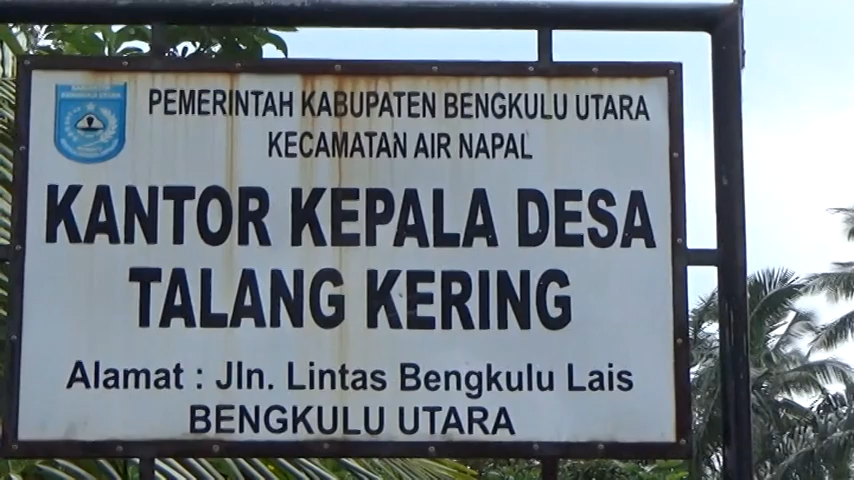 PEMERINTAH KABUPATEN BENGKULU UTARA
KECAMATAN AIR NAPAL
KANTOR KEPALA DESA
TALANG KERING
Alamat : Jln. Lintas Bengkulu Lais
BENGKULU UTARA